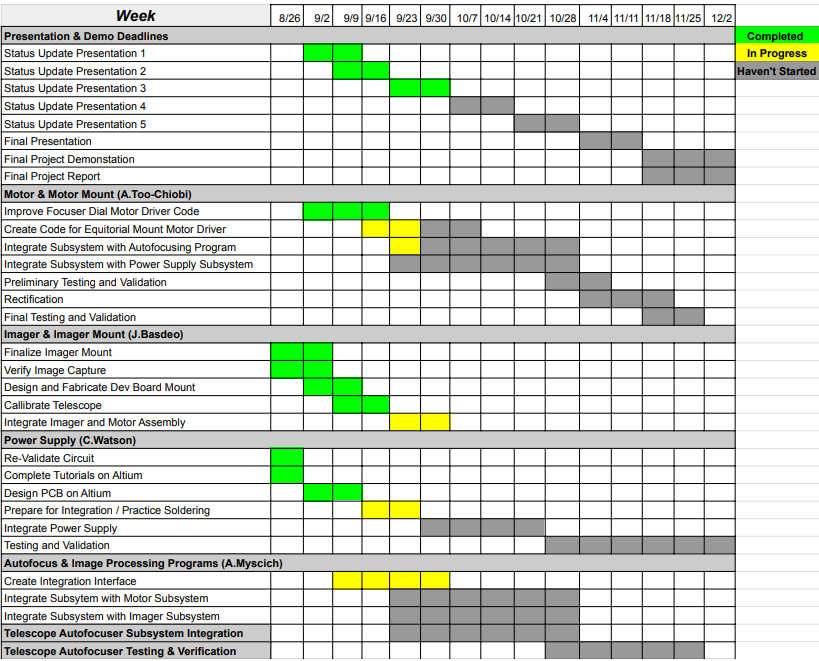 Week 8/26 9/2 9/9 9/16 9/23 9/30 10/7 10/14 10/21 10/28 11/4 11/11 11/18 11/25 12/2
Presentation & Demo Deadlines Completed
Status Update Presentation 1 In Progress
Status Update Presentation 2 Haven't Started
Status Update Presentation 3
Status Update Presentation 4
Status Update Presentation 5
Final Presentation
Final Project Demonstation
Final Project Report
Motor & Motor Mount (A.Too-Chiobi)
Improve Focuser Dial Motor Driver Code
Create Code for Equitorial Mount Motor Driver
Integrate Subsystem with Autofocusing Program
Integrate Subsystem with Power Supply Subsystem
Preliminary Testing and Validation
Rectification
Final Testing and Validation
Imager & Imager Mount (J.Basdeo)
Finalize Imager Mount
Verify Image Capture
Design and Fabricate Dev Board Mount
Callibrate Telescope
Integrate Imager and Motor Assembly
Power Supply (C.Watson)
Re-Validate Circuit
Complete Tutorials on Altium
Design PCB on Altium
Prepare for Integration / Practice Soldering
Integrate Power Supply
Testing and Validation
Autofocus & Image Processing Programs (A.Myscich)
Create Integration Interface
Integrate Subsytem with Motor Subsystem
Integrate Subsystem with Imager Subsystem
Telescope Autofocuser Subsystem Integration
Telescope Autofocuser Testing & Verification